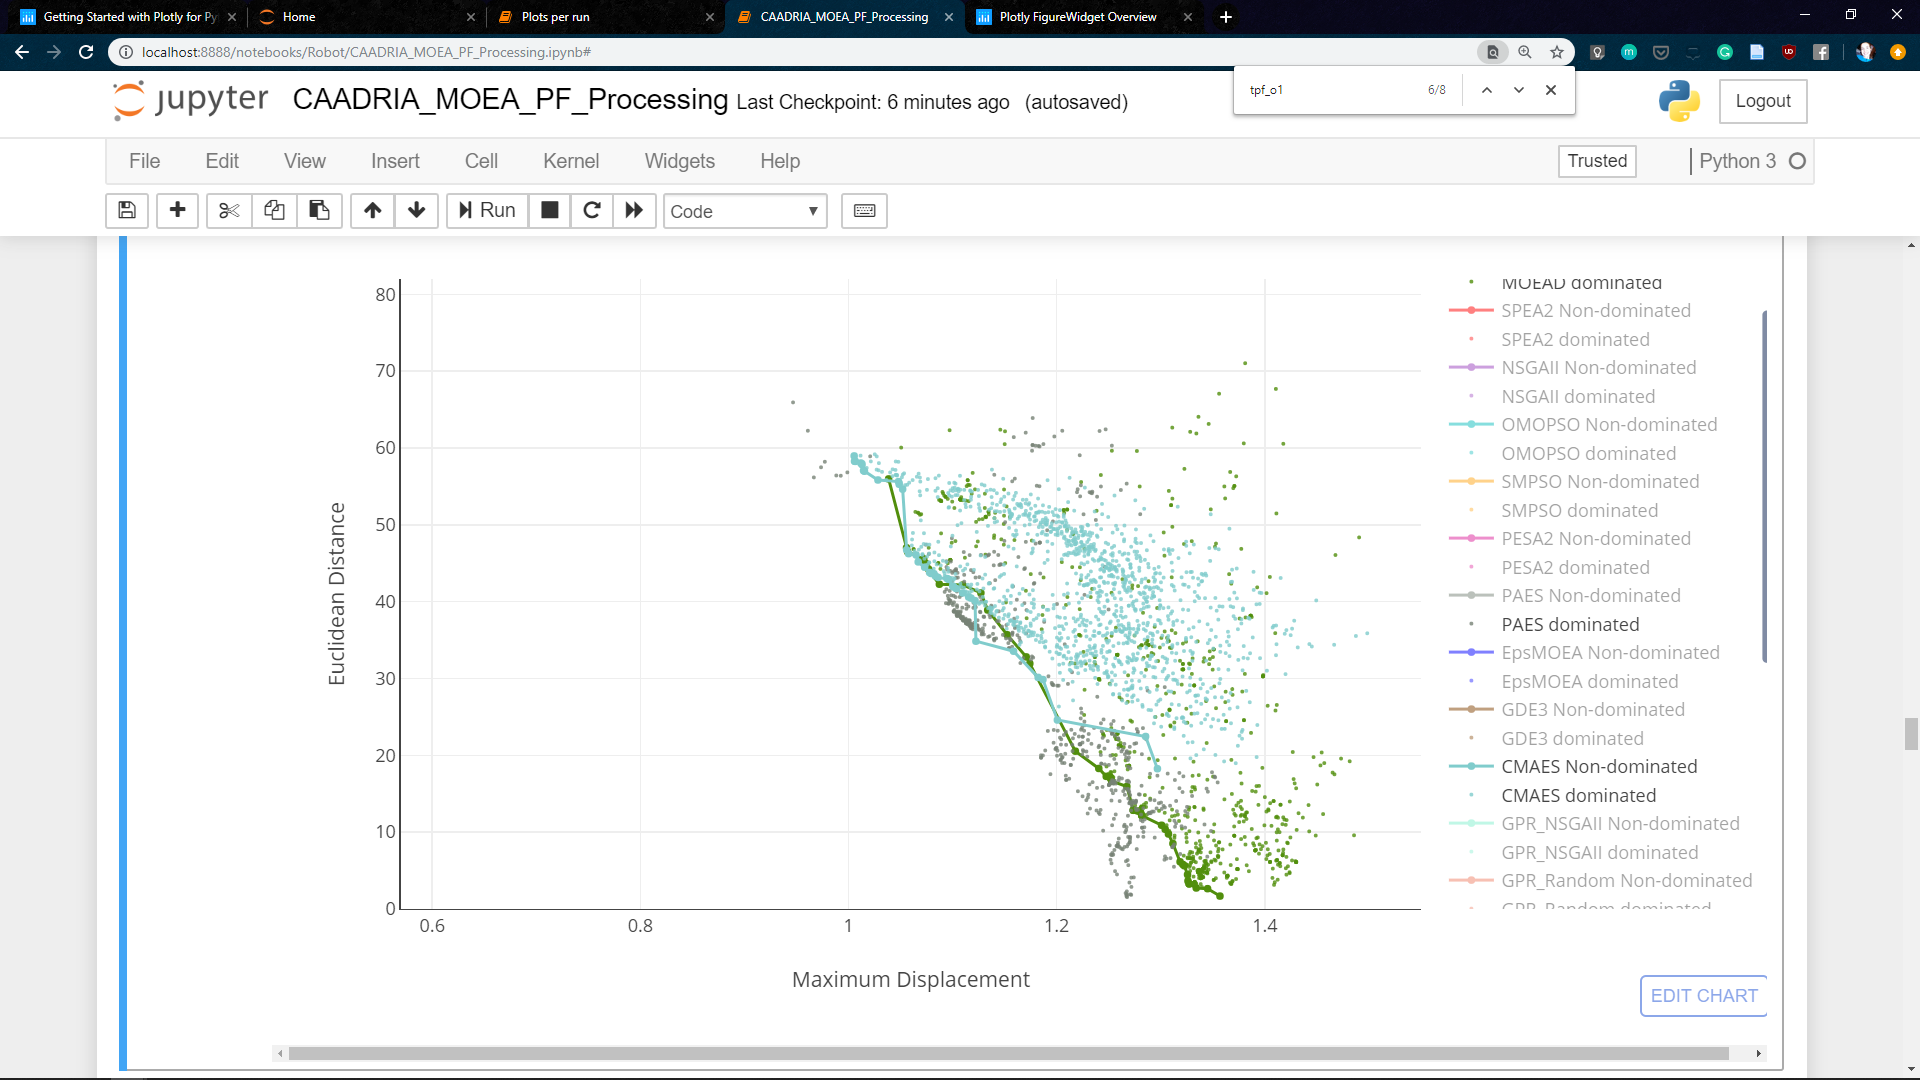 Getting Started with Plotly for Py
Home
Plots per run
CAADRIA_MOEA_PF_Processing
Plotly FigureWidget Overview
localhost:8888/notebooks/Robot/CAADRIA_MOEA_PF_Processing.ipynb#
tpf_o1 6/8
jupyter CAADRIA_MOEA_PF_Processing Last Checkpoint: 6 minutes ago (autosaved)
Logout
File Edit View Insert Cell Kernel Widgets Help
Trusted
Python 3
Run
Code
MOEAD dominated
SPEA2 Non-dominated
SPEA2 dominated
NSGAII Non-dominated
NSGAII dominated
OMOPSO Non-dominated
OMOPSO dominated
SMPSO Non-dominated
SMPSO dominated
PESA2 Non-dominated
PESA2 dominated
PAES Non-dominated
PAES dominated
EpsMOEA Non-dominated
EpsMOEA dominated
GDE3 Non-dominated
GDE3 dominated
CMAES Non-dominated
CMAES dominated
GPR_NSGAII Non-dominated
GPR_NSGAII dominated
GPR_Random Non-dominated
GPR_Random dominated
80
70
60
50
40
30
20
10
0
Euclidean Distance
0.6 0.8 1 1.2 1.4
Maximum Displacement
EDIT CHART